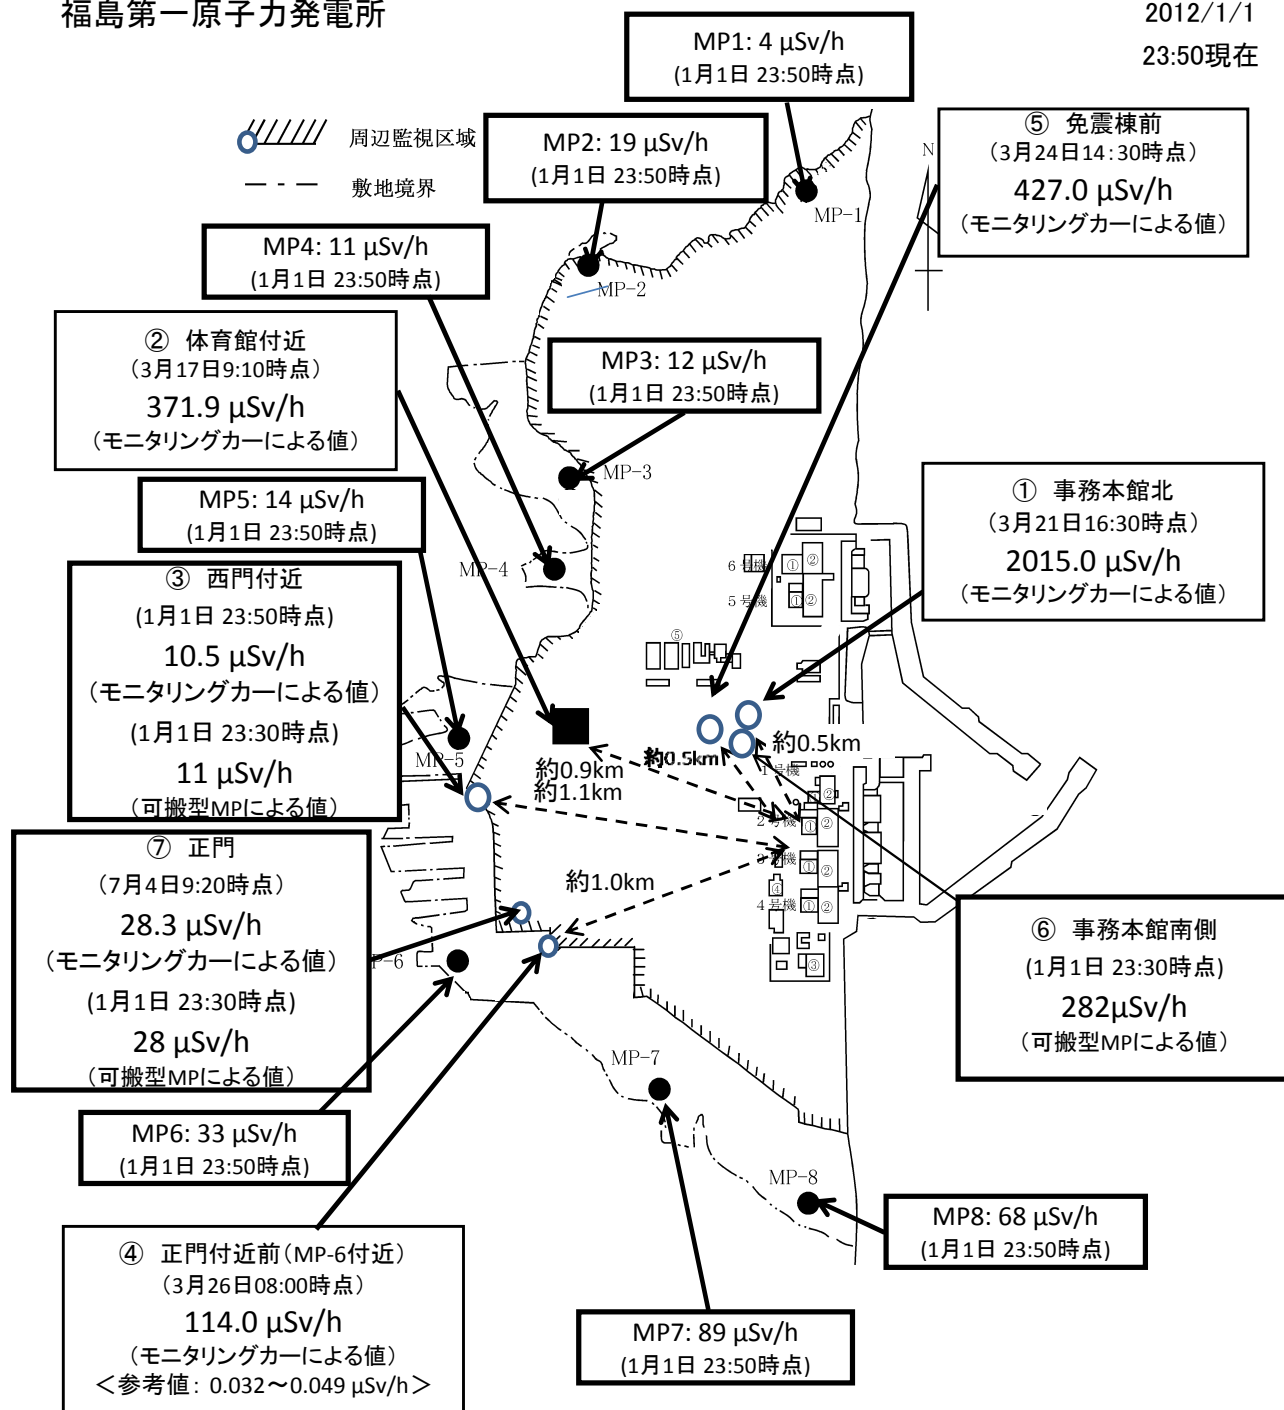 福島第一原子力発電所
2012/1/1
23:50現在
MP1: 4 μSv/h
(1月1日 23:50時点)
周辺監視区域
敷地境界
MP2: 19 μSv/h
(1月1日 23:50時点)
⑤ 免震棟前
(3月24日14:30時点)
427.0 μSv/h
(モニタリングカーによる値)
N
MP-1
MP4: 11 μSv/h
(1月1日 23:50時点)
MP-2
② 体育館付近
(3月17日9:10時点)
371.9 μSv/h
(モニタリングカーによる値)
MP3: 12 μSv/h
(1月1日 23:50時点)
MP-3
MP5: 14 μSv/h
(1月1日 23:50時点)
① 事務本館北
(3月21日16:30時点)
2015.0 μSv/h
(モニタリングカーによる値)
MP-4
6号機
① ②
5号機
① ②
③ 西門付近
(1月1日 23:50時点)
10.5 μSv/h
(モニタリングカーによる値)
(1月1日 23:30時点)
11 μSv/h
(可搬型MPによる値)
⑤
MP-5
約0.9km
約1.1km
約0.5km
約0.5km
1号機
②
2号機
① ②
3号機
① ②
④
4号機
① ②
③
約1.0km
⑦ 正門
(7月4日9:20時点)
28.3 μSv/h
(モニタリングカーによる値)
(1月1日 23:30時点)
28 μSv/h
(可搬型MPによる値)
P-6
⑥ 事務本館南側
(1月1日 23:30時点)
282μSv/h
(可搬型MPによる値)
MP-7
MP6: 33 μSv/h
(1月1日 23:50時点)
MP-8
MP8: 68 μSv/h
(1月1日 23:50時点)
④ 正門付近前(MP-6付近)
(3月26日08:00時点)
114.0 μSv/h
(モニタリングカーによる値)
＜参考値: 0.032～0.049 μSv/h＞
MP7: 89 μSv/h
(1月1日 23:50時点)